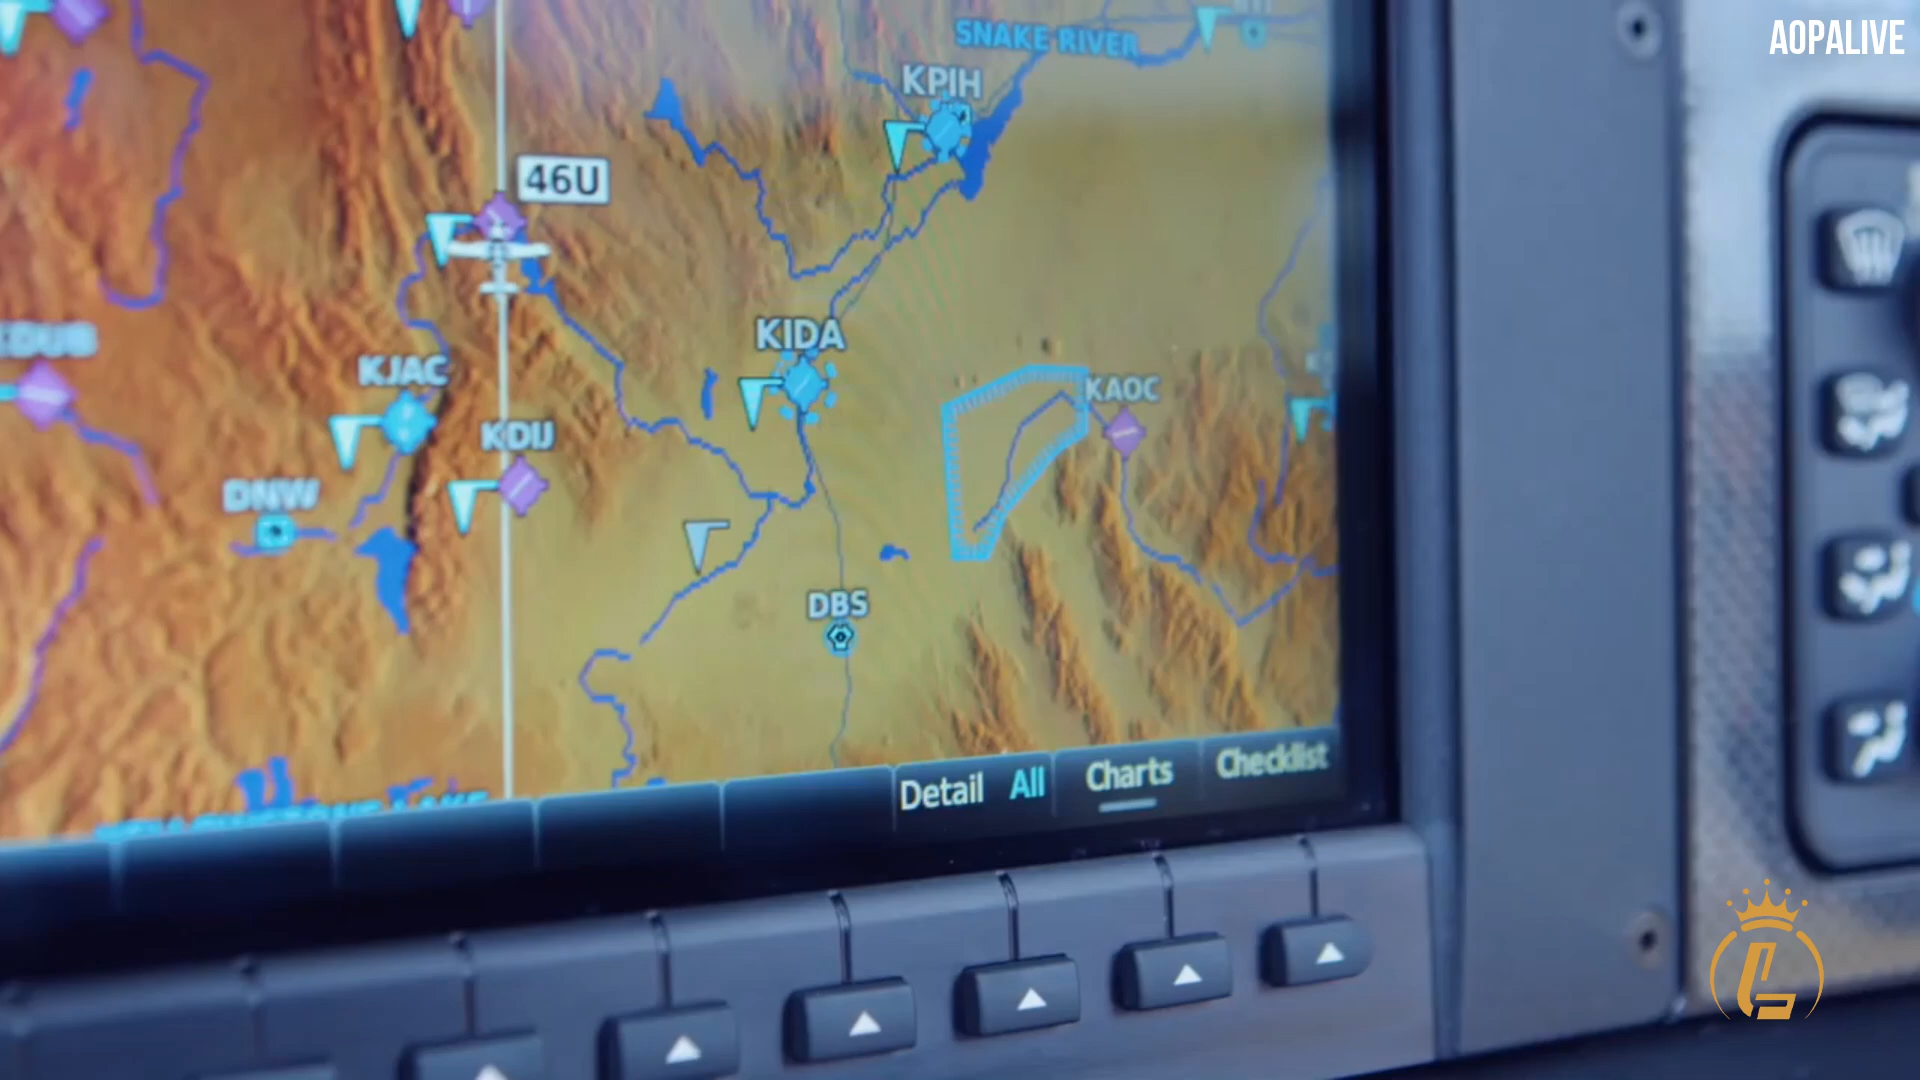 AOPALIVE
SNAKE RIVER
KPIH
46U
KIDA
KJAC
KAOC
KDIJ
DNW
DBS
Detail All
Charts
Checklist